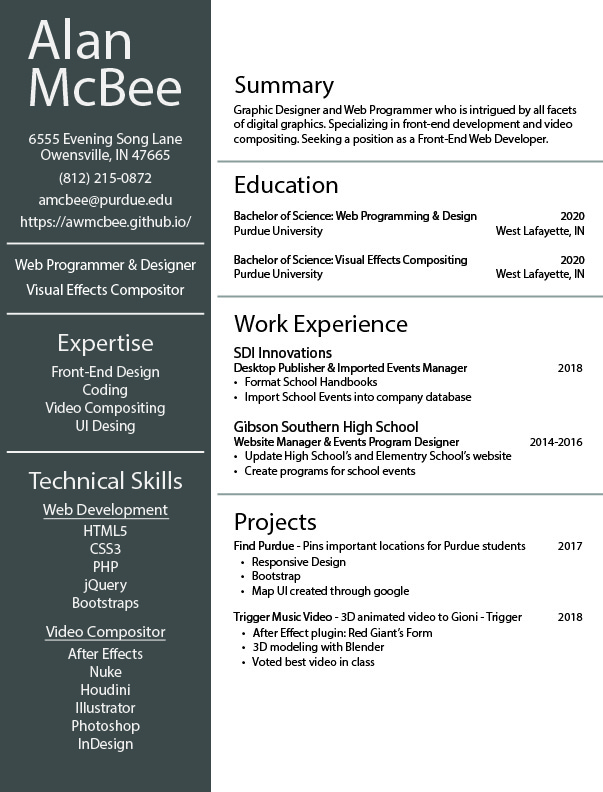 Alan
McBee
6555 Evening Song Lane
Owensville, IN 47665
(812) 215-0872
amcbee@purdue.edu
https://awmcbee.github.io/
Web Programmer & Designer
Visual Effects Compositor
Expertise
Front-End Design
Coding
Video Compositing
UI Desing
Technical Skills
Web Development
HTML5
CSS3
PHP
jQuery
Bootstraps
Video Compositor
After Effects
Nuke
Houdini
Illustrator
Photoshop
InDesign
Summary
Graphic Designer and Web Programmer who is intrigued by all facets
of digital graphics. Specializing in front-end development and video
compositing. Seeking a position as a Front-End Web Developer.
Education
Bachelor of Science: Web Programming & Design 2020
Purdue University West Lafayette, IN
Bachelor of Science: Visual Effects Compositing 2020
Purdue University West Lafayette, IN
Work Experience
SDI Innovations
Desktop Publisher & Imported Events Manager 2018
• Format School Handbooks
• Import School Events into company database
Gibson Southern High School
Website Manager & Events Program Designer 2014-2016
• Update High School's and Elementry School's website
• Create programs for school events
Projects
Find Purdue - Pins important locations for Purdue students 2017
• Responsive Design
• Bootstrap
• Map UI created through google
Trigger Music Video - 3D animated video to Gioni - Trigger 2018
• After Effect plugin: Red Giant's Form
• 3D modeling with Blender
• Voted best video in class